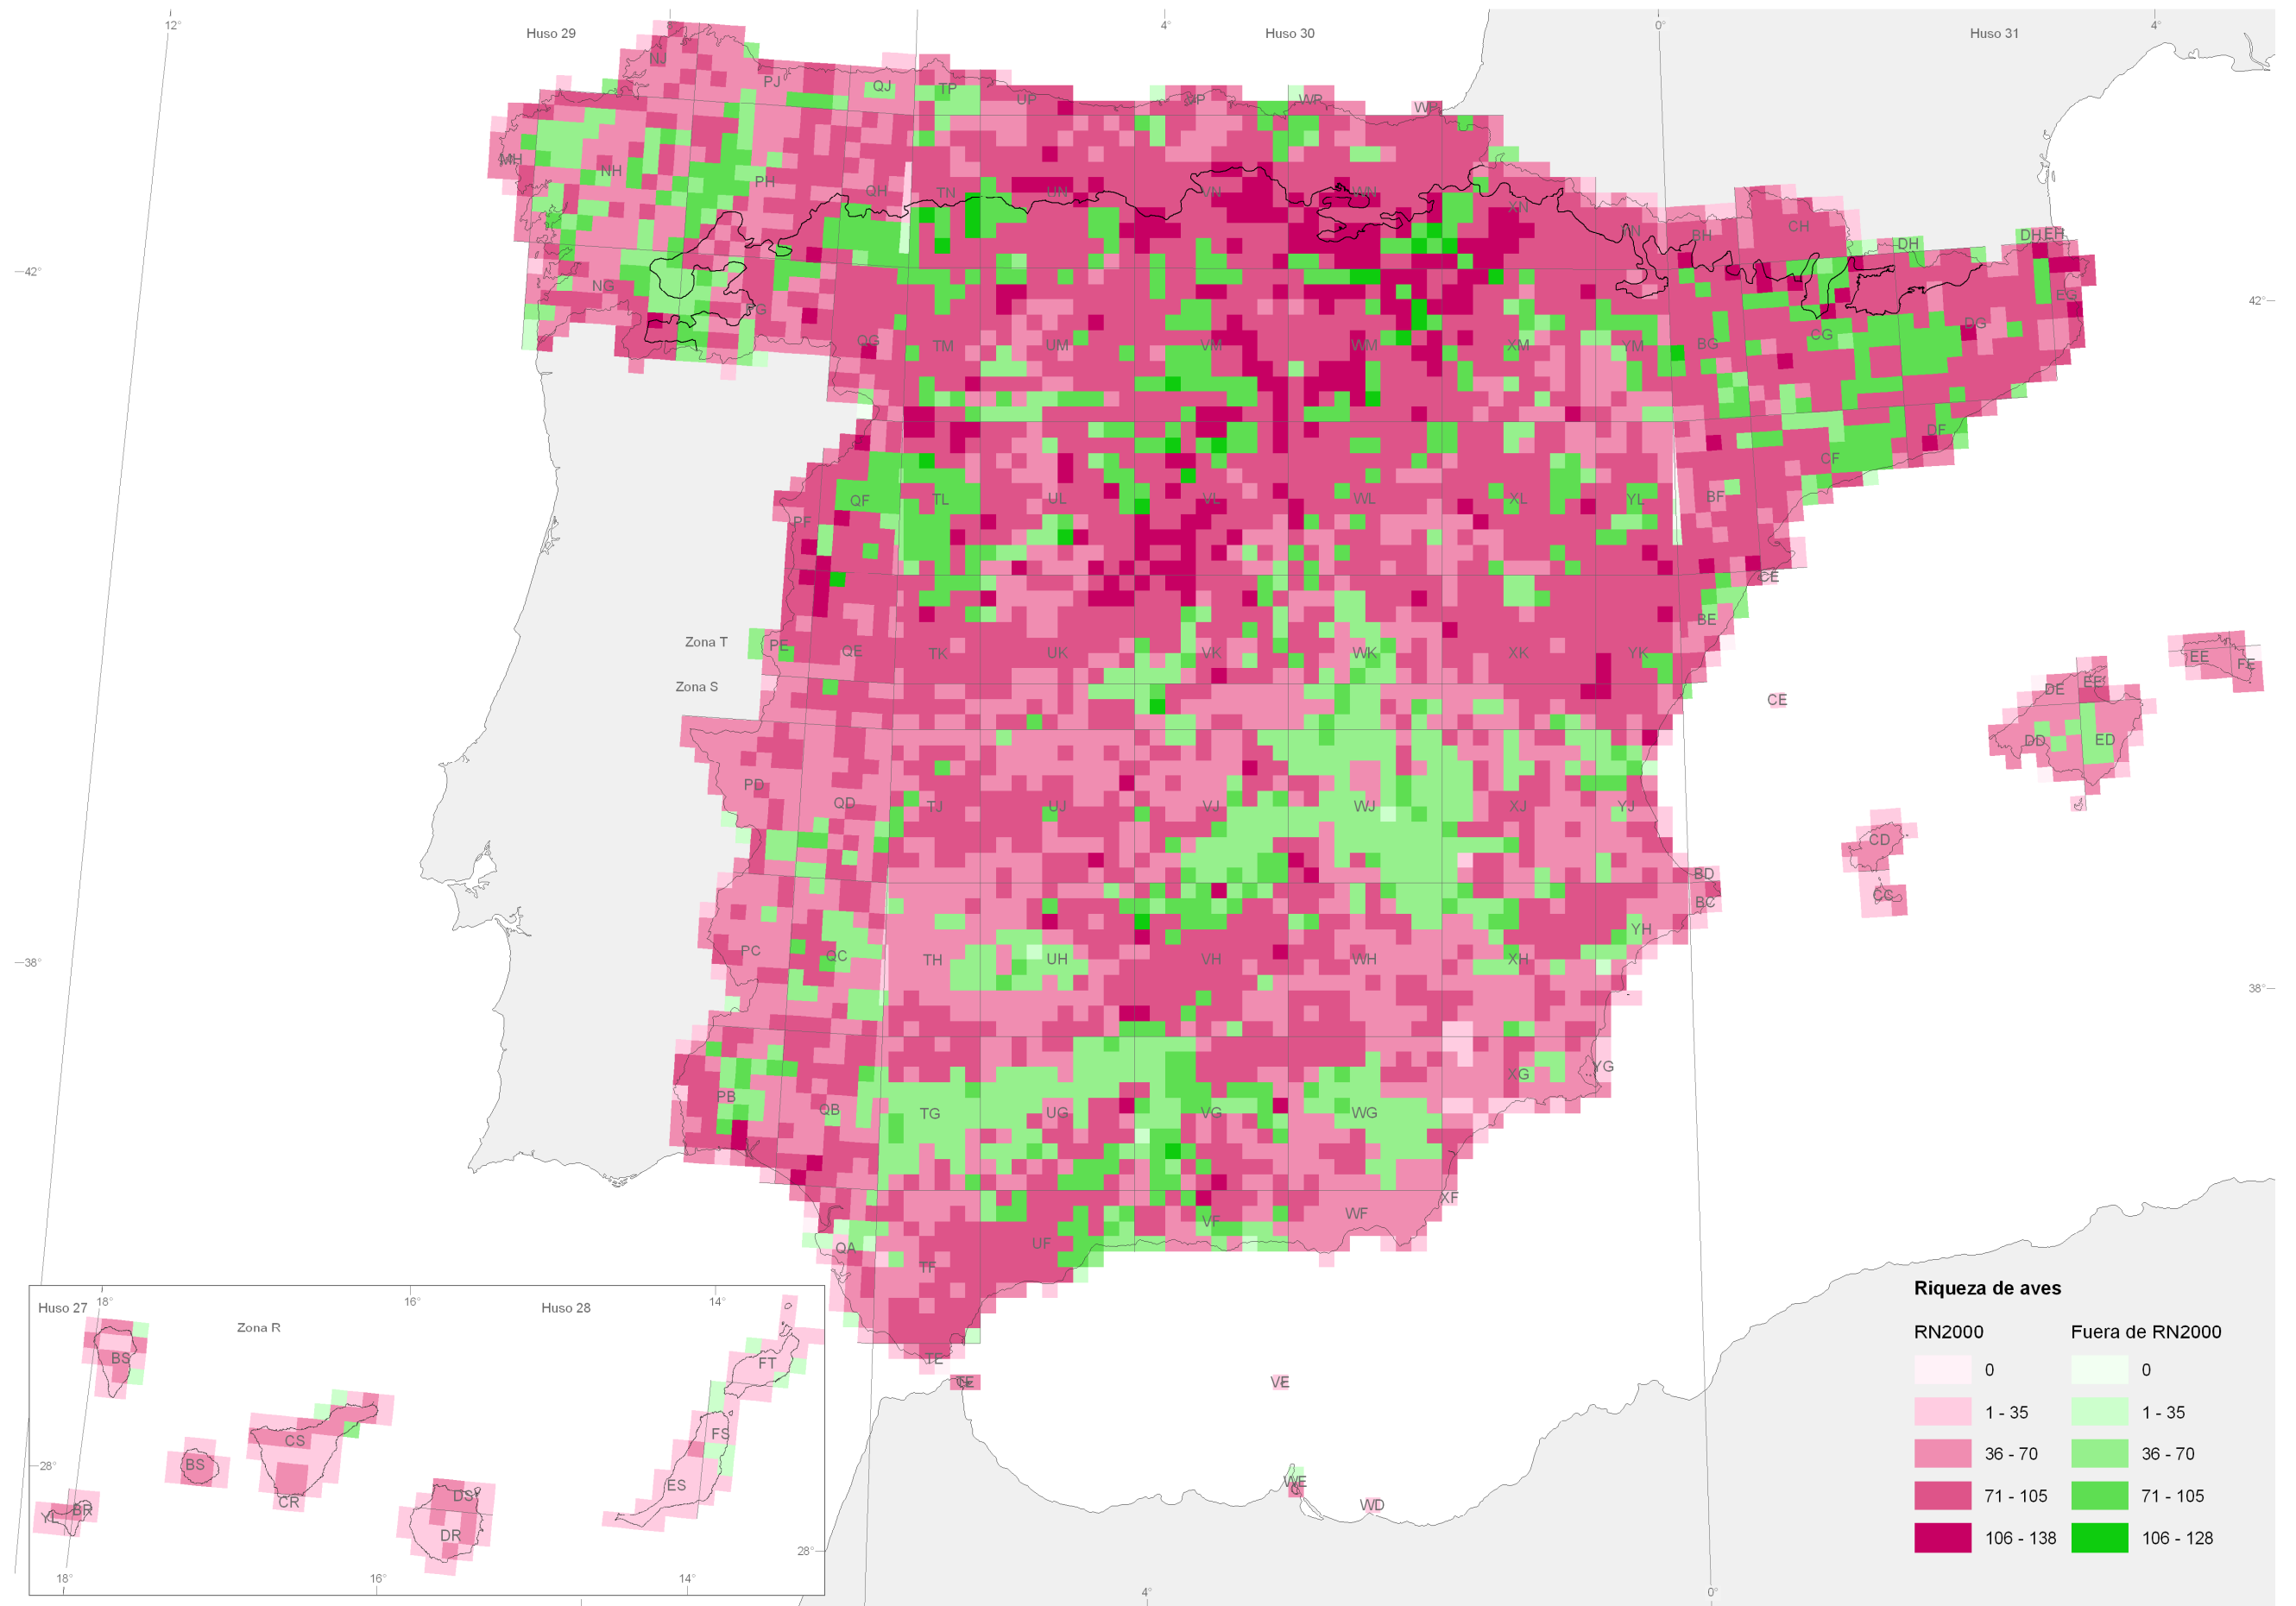 12°
8°
4°
0°
4°
Huso 29
Huso 30
Huso 31
NJ
PJ
QJ
TP
UP
VP
WP
WP
MH
NH
PH
QH
TN
UN
VN
WN
XN
YN
BH
CH
DH
DH
EH
42°
42°
NG
PG
QG
TM
UM
VM
WM
XM
YM
BG
CG
DG
EG
PF
QF
TL
UL
VL
WL
XL
YL
BF
CF
DF
CE
BE
Zona T
Zona S
PE
QE
TK
UK
VK
WK
XK
YK
CE
DE
EE
EE
FE
PD
QD
TJ
UJ
VJ
WJ
XJ
YJ
DD
ED
BD
BC
CD
CS
PC
QC
TH
UH
VH
WH
XH
YH
38°
38°
PB
QB
TG
UG
VG
WG
XG
YG
QA
TF
UF
VF
WF
XF
TE
TE
VE
WE
WD
Huso 27
18°
16°
Huso 28
14°
Zona R
BS
FT
CS
FS
BS
28°
ES
CR
DS
BR
YL
DR
28°
18°
16°
14°
4°
0°
Riqueza de aves
RN2000
Fuera de RN2000
0
0
1 - 35
1 - 35
36 - 70
36 - 70
71 - 105
71 - 105
106 - 138
106 - 128